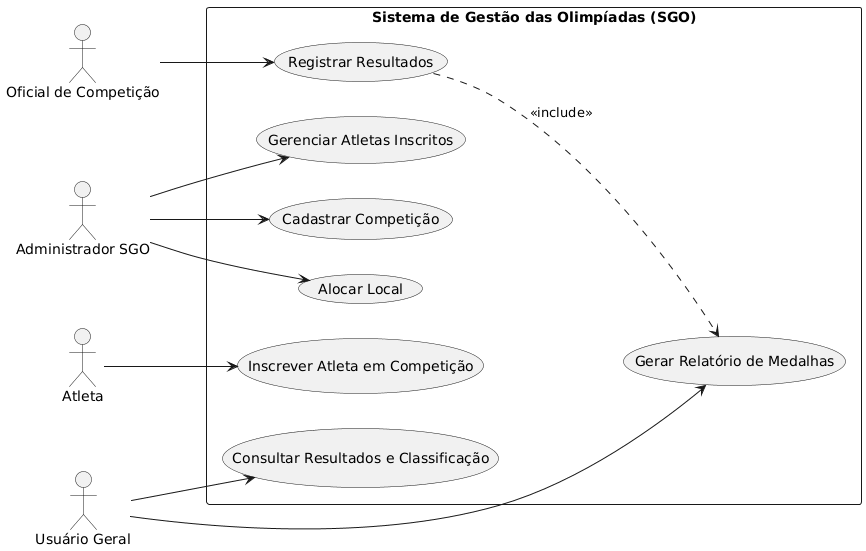 Sistema de Gestão das Olimpíadas (SGO)
Oficial de Competição
Registrar Resultados
«include»
Gerenciar Atletas Inscritos
Administrador SGO
Cadastrar Competição
Alocar Local
Atleta
Inscrever Atleta em Competição
Gerar Relatório de Medalhas
Consultar Resultados e Classificação
Usuário Geral